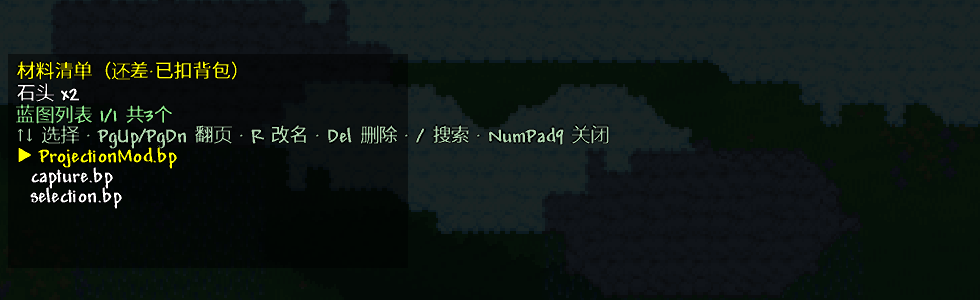 材料清单（还差·已扣背包）
石头 x2
蓝图列表 1/1 共3个
↑↓ 选择 · PgUp/PgDn 翻页 · R 改名 · Del 删除 · / 搜索 · NumPad9 关闭
▶ ProjectionMod.bp
capture.bp
selection.bp